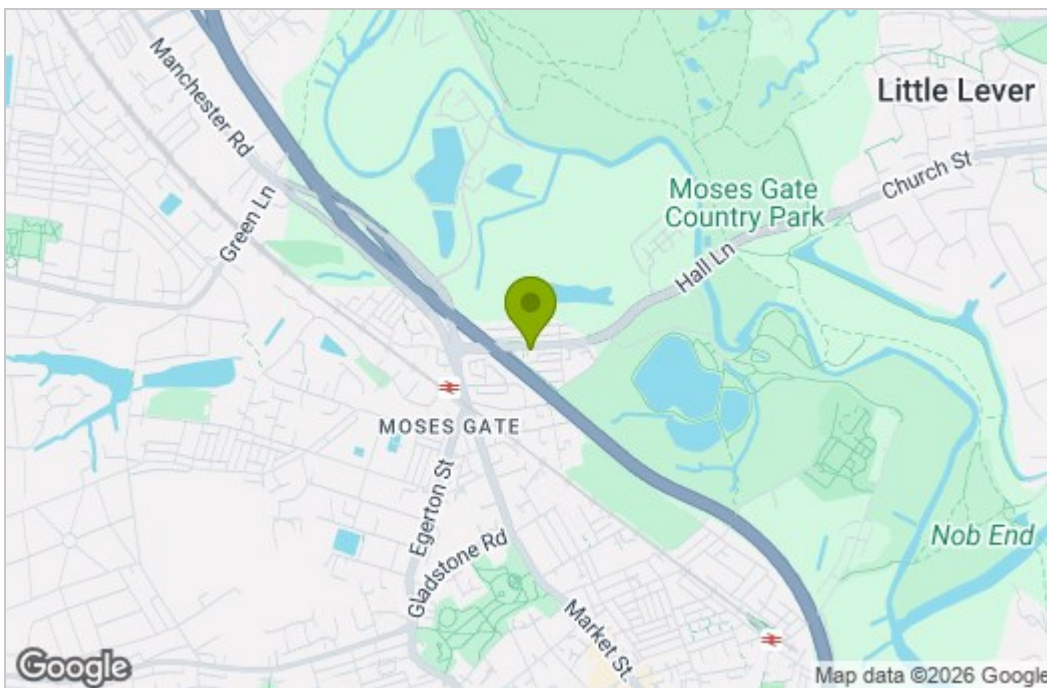 Manchester Rd
Little Lever
Church St
Green Ln
Moses Gate
Country Park
Hall Ln
MOSES GATE
Egerton St
Gladstone Rd
Nob End
Market St.
Google
Map data ©2026 Google